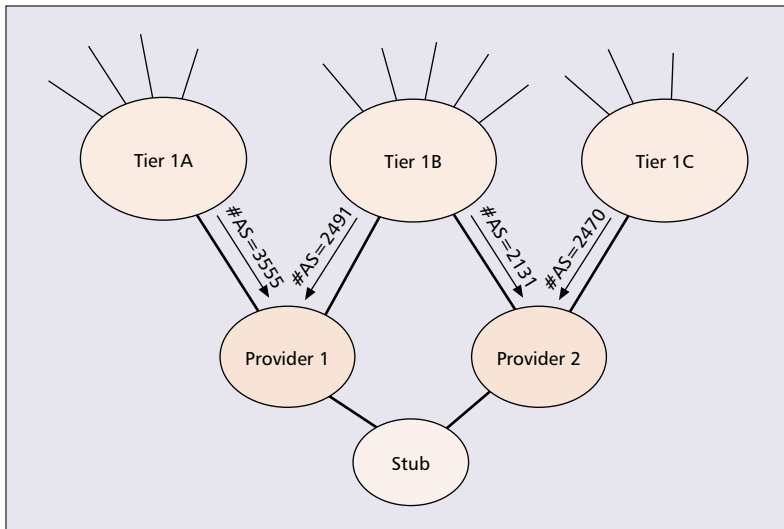 Tier 1A
Tier 1B
Tier 1C
#AS=3555
#AS=2491
#AS=2131
#AS=2470
Provider 1
Provider 2
Stub